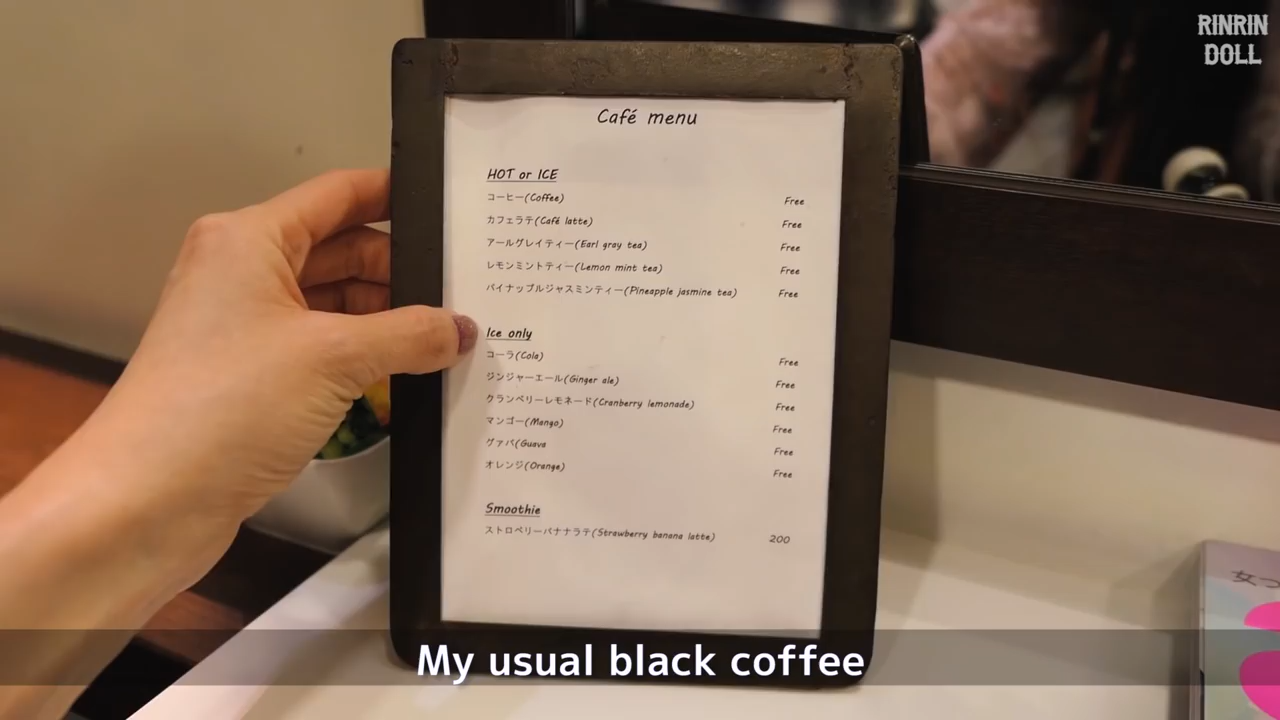 RINRIN
DOLL
Café menu
HOT or ICE
コーヒー(Coffee) Free
カフェラテ(Café latte) Free
アールグレイティー(Earl gray tea) Free
レモンミントティー(Lemon mint tea) Free
パイナップルジャスミンティー(Pineapple jasmine tea) Free
Ice only
コーラ(Cola) Free
ジンジャーエール(Ginger ale) Free
クランベリーレモネード(Cranberry lemonade) Free
マンゴー(Mango) Free
グァバ(Guava Free
オレンジ(Orange) Free
Smoothie
ストロベリーバナナラテ(Strawberry banana latte) 200
女つ
My usual black coffee